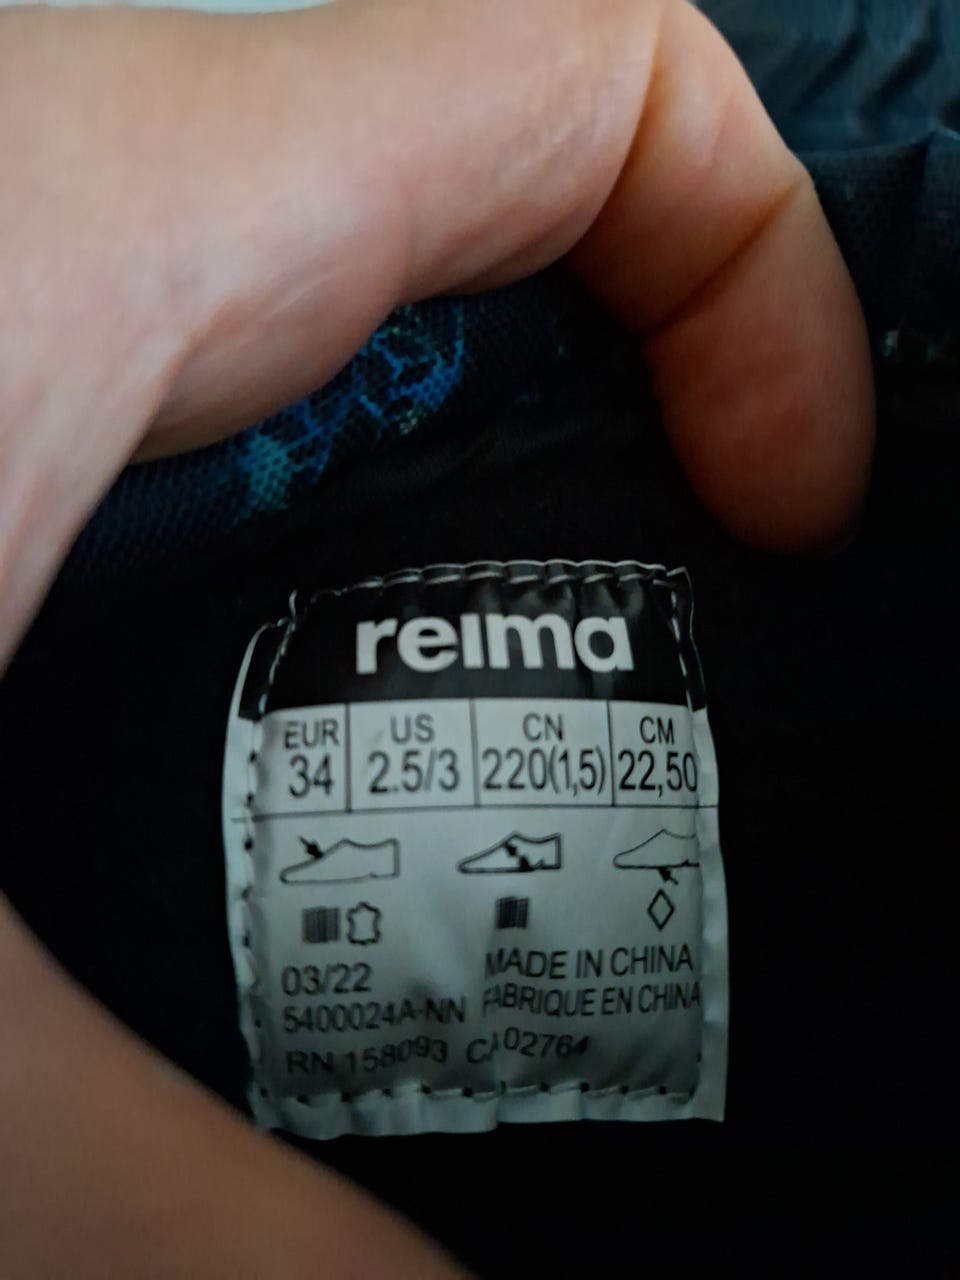 reima
EUR US CN CM
34 2.5/3 220(1,5) 22,50
03/22 MADE IN CHINA
5400024A-NN FABRIQUE EN CHINA
RN 158093 CA 02764